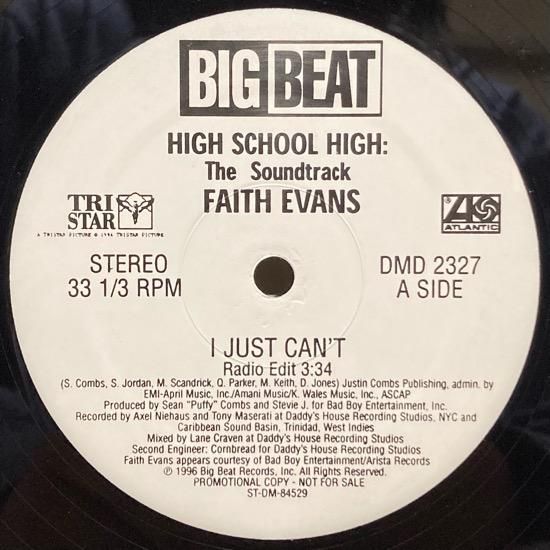 BIG BEAT
HIGH SCHOOL HIGH:
The Soundtrack
FAITH EVANS
TRI
STAR
A TRISTAR PICTURE © 1996 TRISTAR PICTURE
ATLANTIC
STEREO
33 1/3 RPM
DMD 2327
A SIDE
I JUST CAN'T
Radio Edit 3:34
(S. Combs, S. Jordan, M. Scandrick, Q. Parker, M. Keith, D. Jones) Justin Combs Publishing, admin. by
EMI-April Music, Inc./Amani Music/K. Wales Music, Inc., ASCAP
Produced by Sean "Puffy" Combs and Stevie J. for Bad Boy Entertainment, Inc.
Recorded by Axel Niehaus and Tony Maserati at Daddy's House Recording Studios, NYC and
Caribbean Sound Basin, Trinidad, West Indies
Mixed by Lane Craven at Daddy's House Recording Studios
Second Engineer: Cornbread for Daddy's House Recording Studios
Faith Evans appears courtesy of Bad Boy Entertainment/Arista Records
℗ 1996 Big Beat Records, Inc. All Rights Reserved.
PROMOTIONAL COPY - NOT FOR SALE
ST-DM-84529